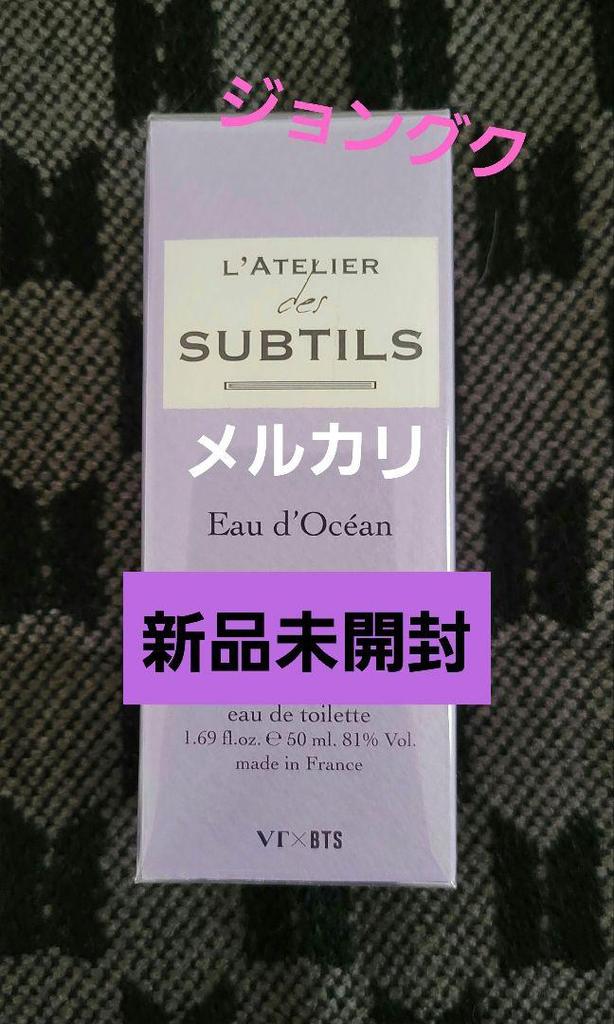 ジョングク
L'ATELIER
des
SUBTILS
メルカリ
Eau d'Océan
新品未開封
eau de toilette
1.69 fl.oz. ℮ 50 ml. 81% Vol.
made in France
VT×BTS